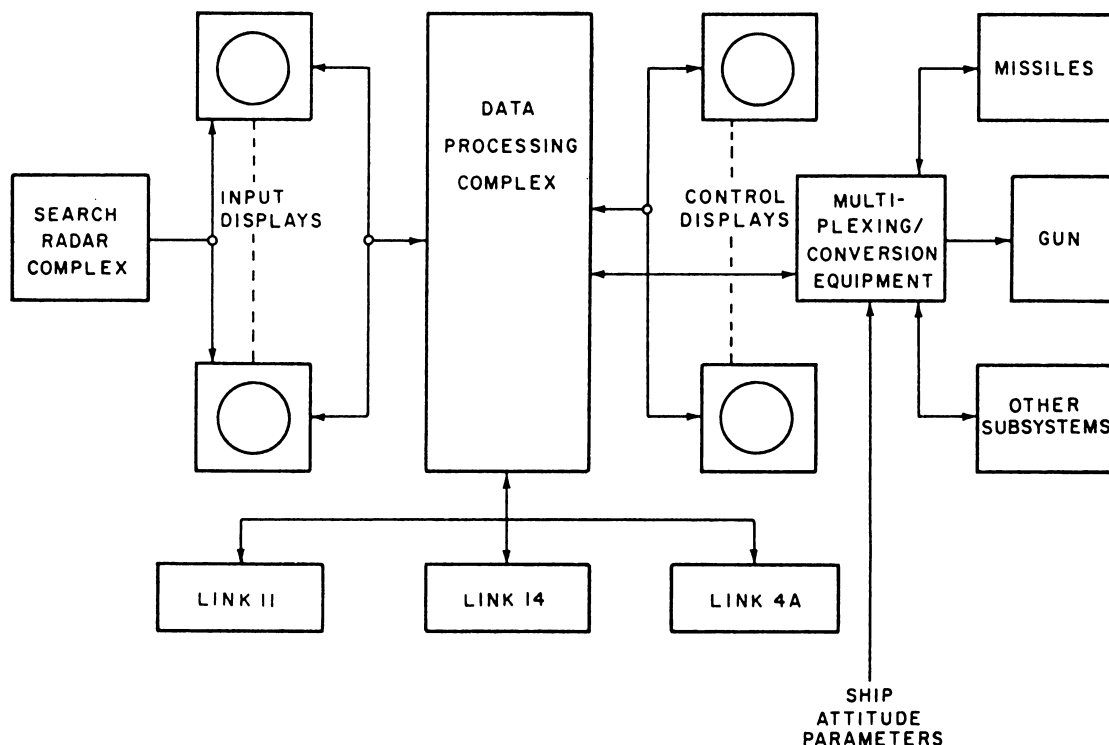 SEARCH
RADAR
COMPLEX
INPUT
DISPLAYS
DATA
PROCESSING
COMPLEX
CONTROL
DISPLAYS
MULTI-
PLEXING/
CONVERSION
EQUIPMENT
MISSILES
GUN
OTHER
SUBSYSTEMS
LINK 11
LINK 14
LINK 4A
SHIP
ATTITUDE
PARAMETERS